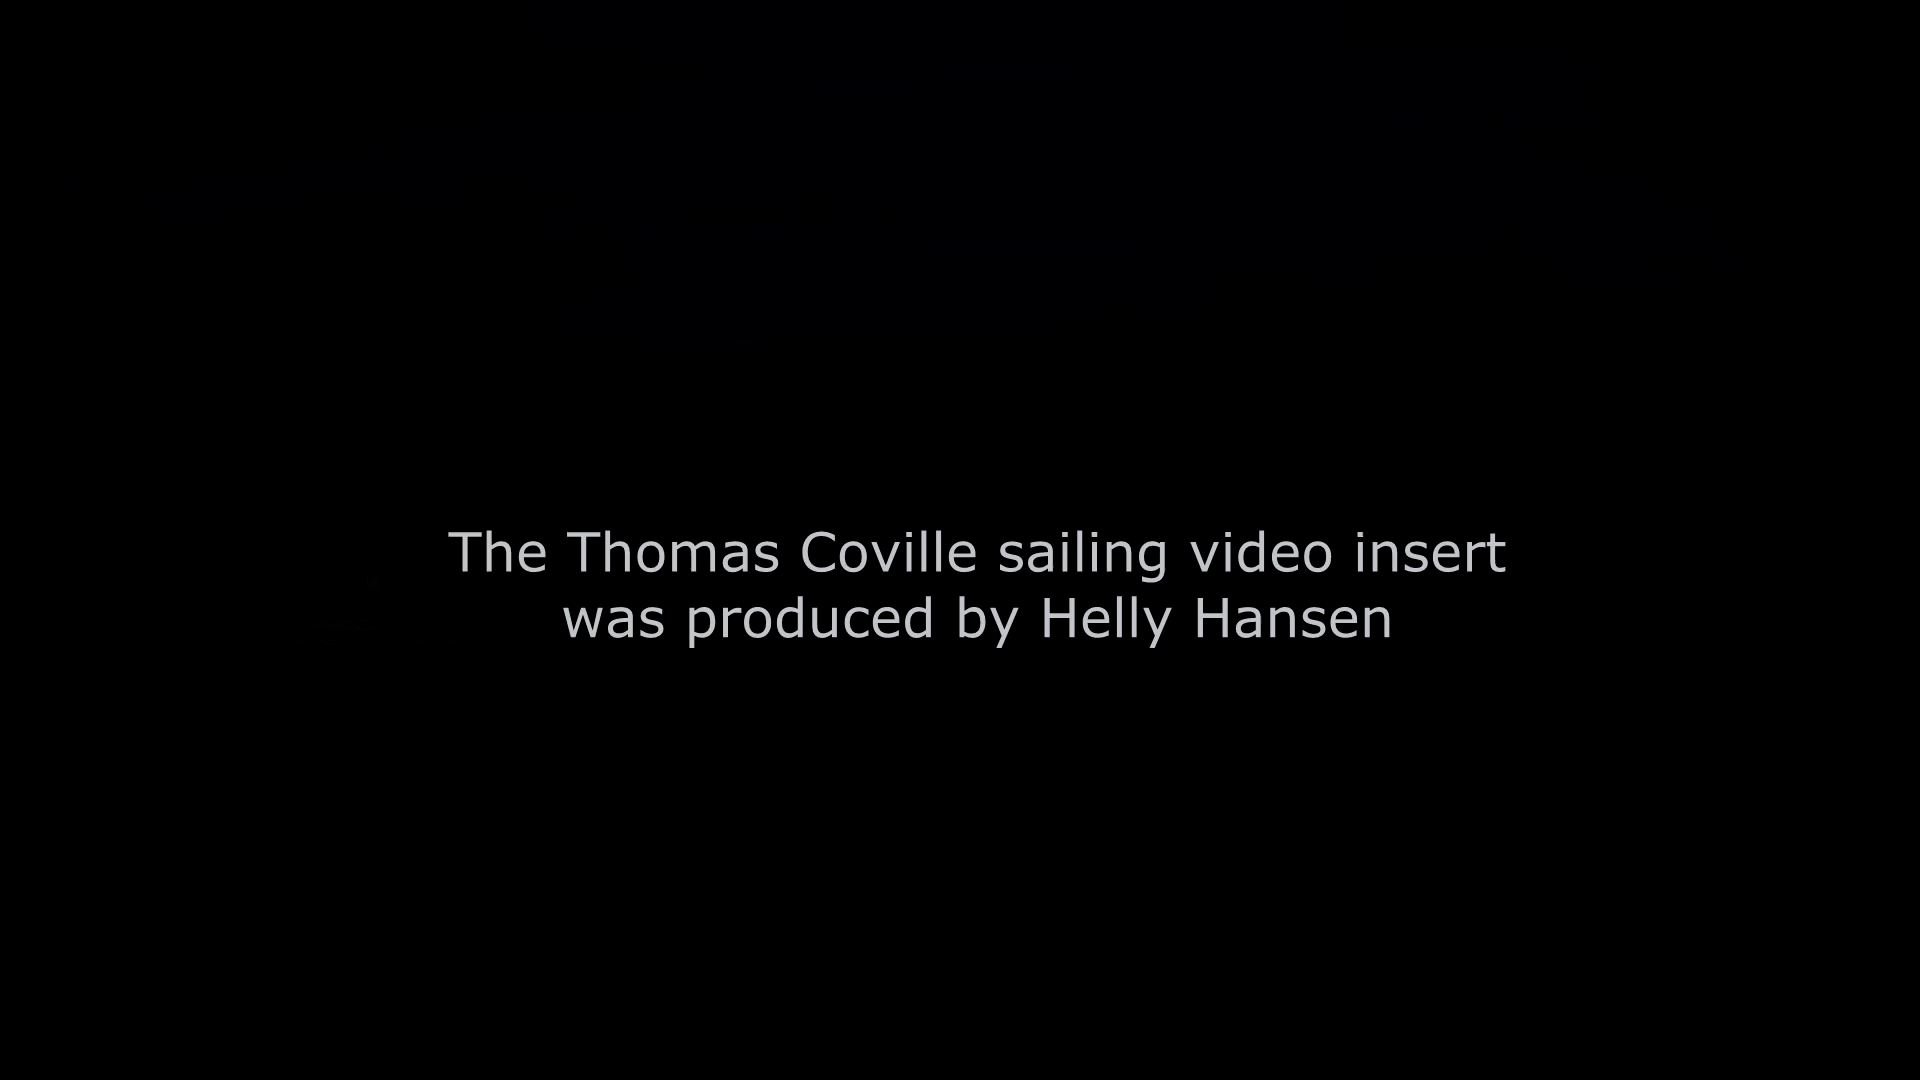 The Thomas Coville sailing video insert
was produced by Helly Hansen